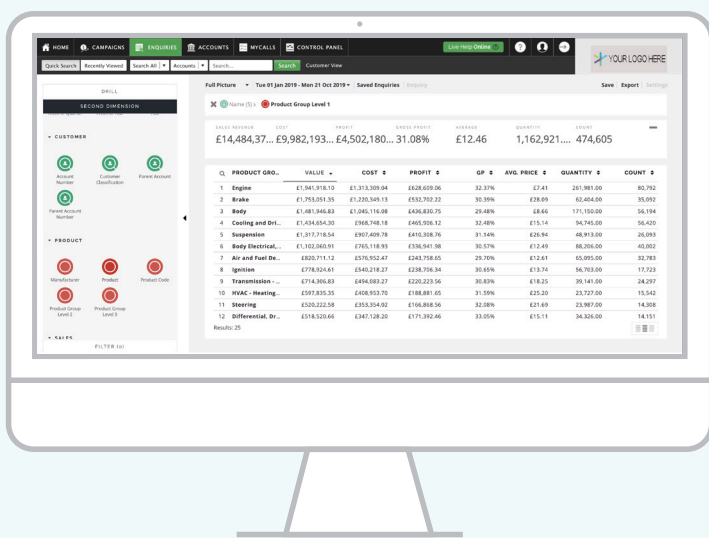 HOME CAMPAIGNS ENQUIRIES ACCOUNTS MYCALLS CONTROL PANEL Live Help Online
Quick Search Recently Viewed Search All Accounts Search... Search Customer View
YOUR LOGO HERE
Full Picture Tue 01 Jan 2019 - Mon 21 Oct 2019 Saved Enquiries Enquiry Save Export Settings
DRILL
SECOND DIMENSION
Name (5) > Product Group Level 1
CUSTOMER
Account Number
Customer Classification
Parent Account
Parent Account Number
PRODUCT
Manufacturer
Product
Product Code
Product Group Level 2
Product Group Level 3
SALES
FILTER (0)
SALES REVENUE COST PROFIT GROSS PROFIT AVERAGE QUANTITY COUNT
£14,484,37... £9,982,193... £4,502,180... 31.08% £12.46 1,162,921.... 474,605
PRODUCT GRO.. VALUE COST PROFIT GP AVG. PRICE QUANTITY COUNT
1 Engine £1,941,918.10 £1,313,309.04 £628,609.06 32.37% £7.41 261,981.00 80,792
2 Brake £1,753,051.35 £1,220,349.13 £532,702.22 30.39% £28.09 62,404.00 35,092
3 Body £1,481,946.83 £1,045,116.08 £436,830.75 29.48% £8.66 171,150.00 56,194
4 Cooling and Dri... £1,434,654.30 £968,748.18 £465,906.12 32.48% £15.14 94,745.00 56,420
5 Suspension £1,317,718.54 £907,409.78 £410,308.76 31.14% £26.94 48,913.00 26,093
6 Body Electrical,... £1,102,060.91 £765,118.93 £336,941.98 30.57% £12.49 88,206.00 40,002
7 Air and Fuel De... £820,711.12 £576,952.47 £243,758.65 29.70% £12.61 65,095.00 32,783
8 Ignition £778,924.61 £540,218.27 £238,706.34 30.65% £13.74 56,703.00 17,723
9 Transmission - ... £714,306.83 £494,083.27 £220,223.56 30.83% £18.25 39,141.00 24,297
10 HVAC - Heating... £597,835.35 £408,953.70 £188,881.65 31.59% £25.20 23,727.00 15,542
11 Steering £520,222.58 £353,354.02 £166,868.56 32.08% £21.69 23,987.00 14,308
12 Differential, Dr... £518,520.66 £347,128.20 £171,392.46 33.05% £15.11 34,326.00 14,151
Results: 25